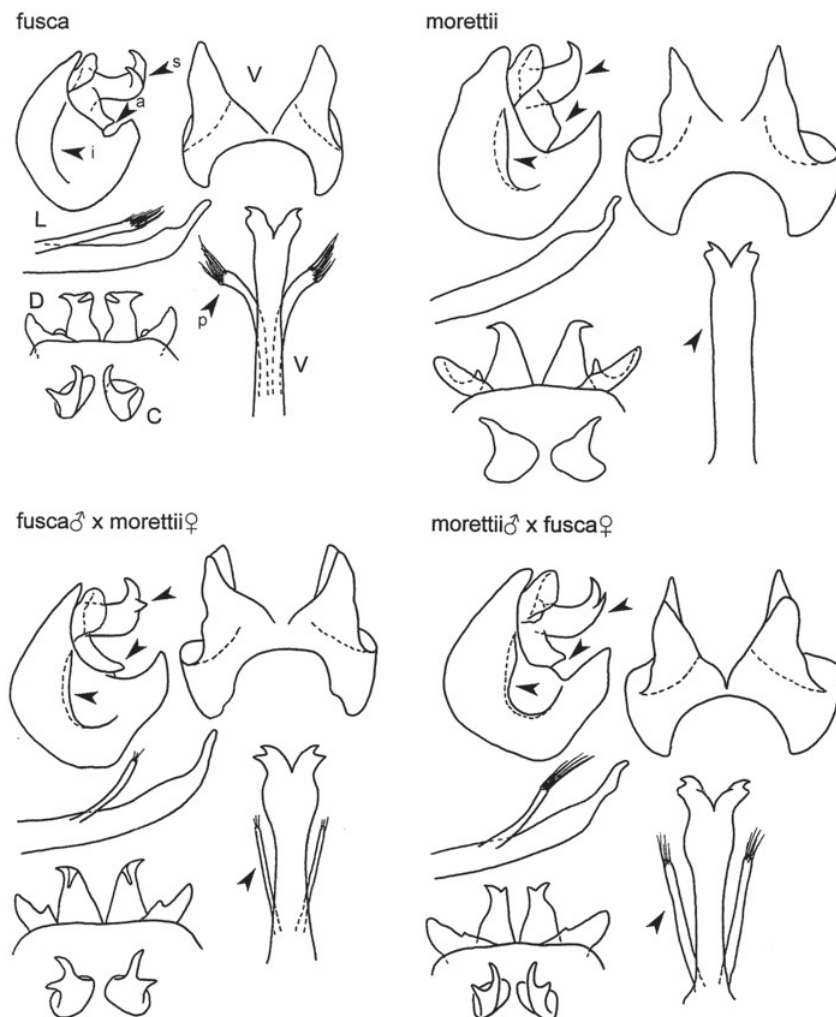 fusca
morettii
s
V
a
i
L
D
p
V
C
fusca♂ x morettii♀
morettii♂ x fusca♀